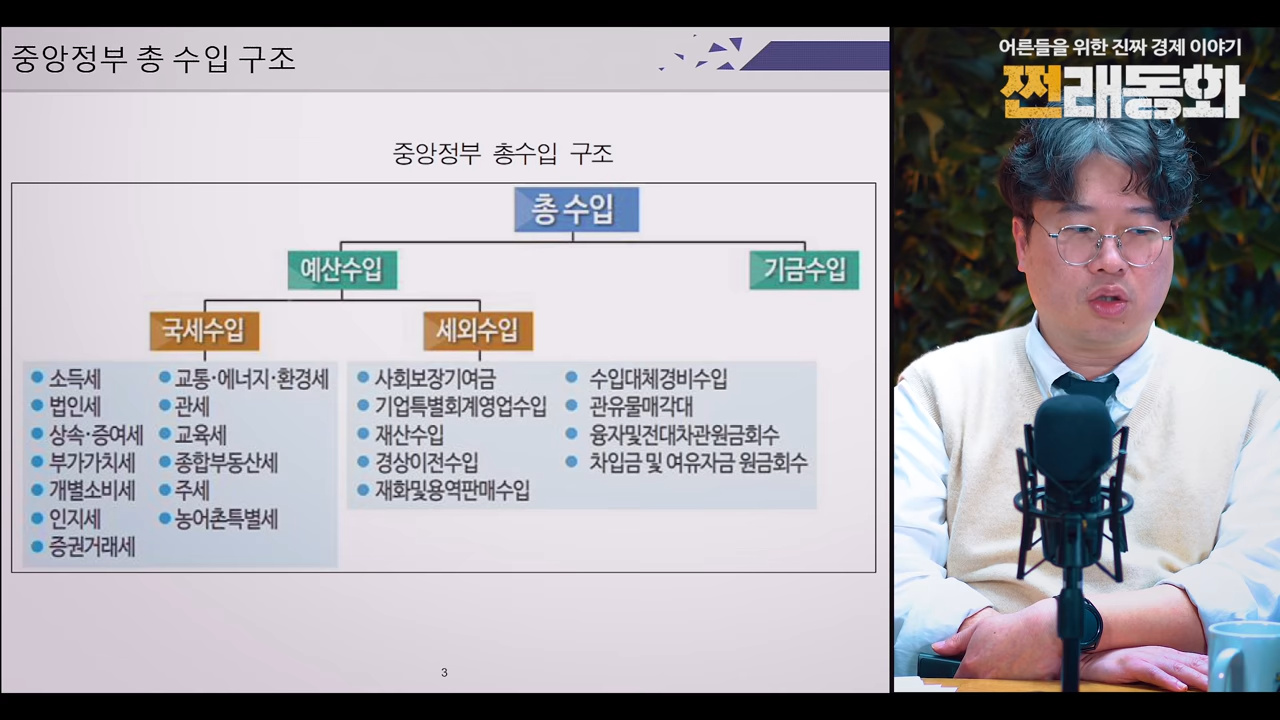 중앙정부 총 수입 구조
어른들을 위한 진짜 경제 이야기
쩐래동화
중앙정부 총수입 구조
총 수입
예산수입
기금수입
국세수입
세외수입
소득세
법인세
상속·증여세
부가가치세
개별소비세
인지세
증권거래세
교통·에너지·환경세
관세
교육세
종합부동산세
주세
농어촌특별세
사회보장기여금
기업특별회계영업수입
재산수입
경상이전수입
재화및용역판매수입
수입대체경비수입
관유물매각대
융자및전대차관원금회수
차입금 및 여유자금 원금회수
3